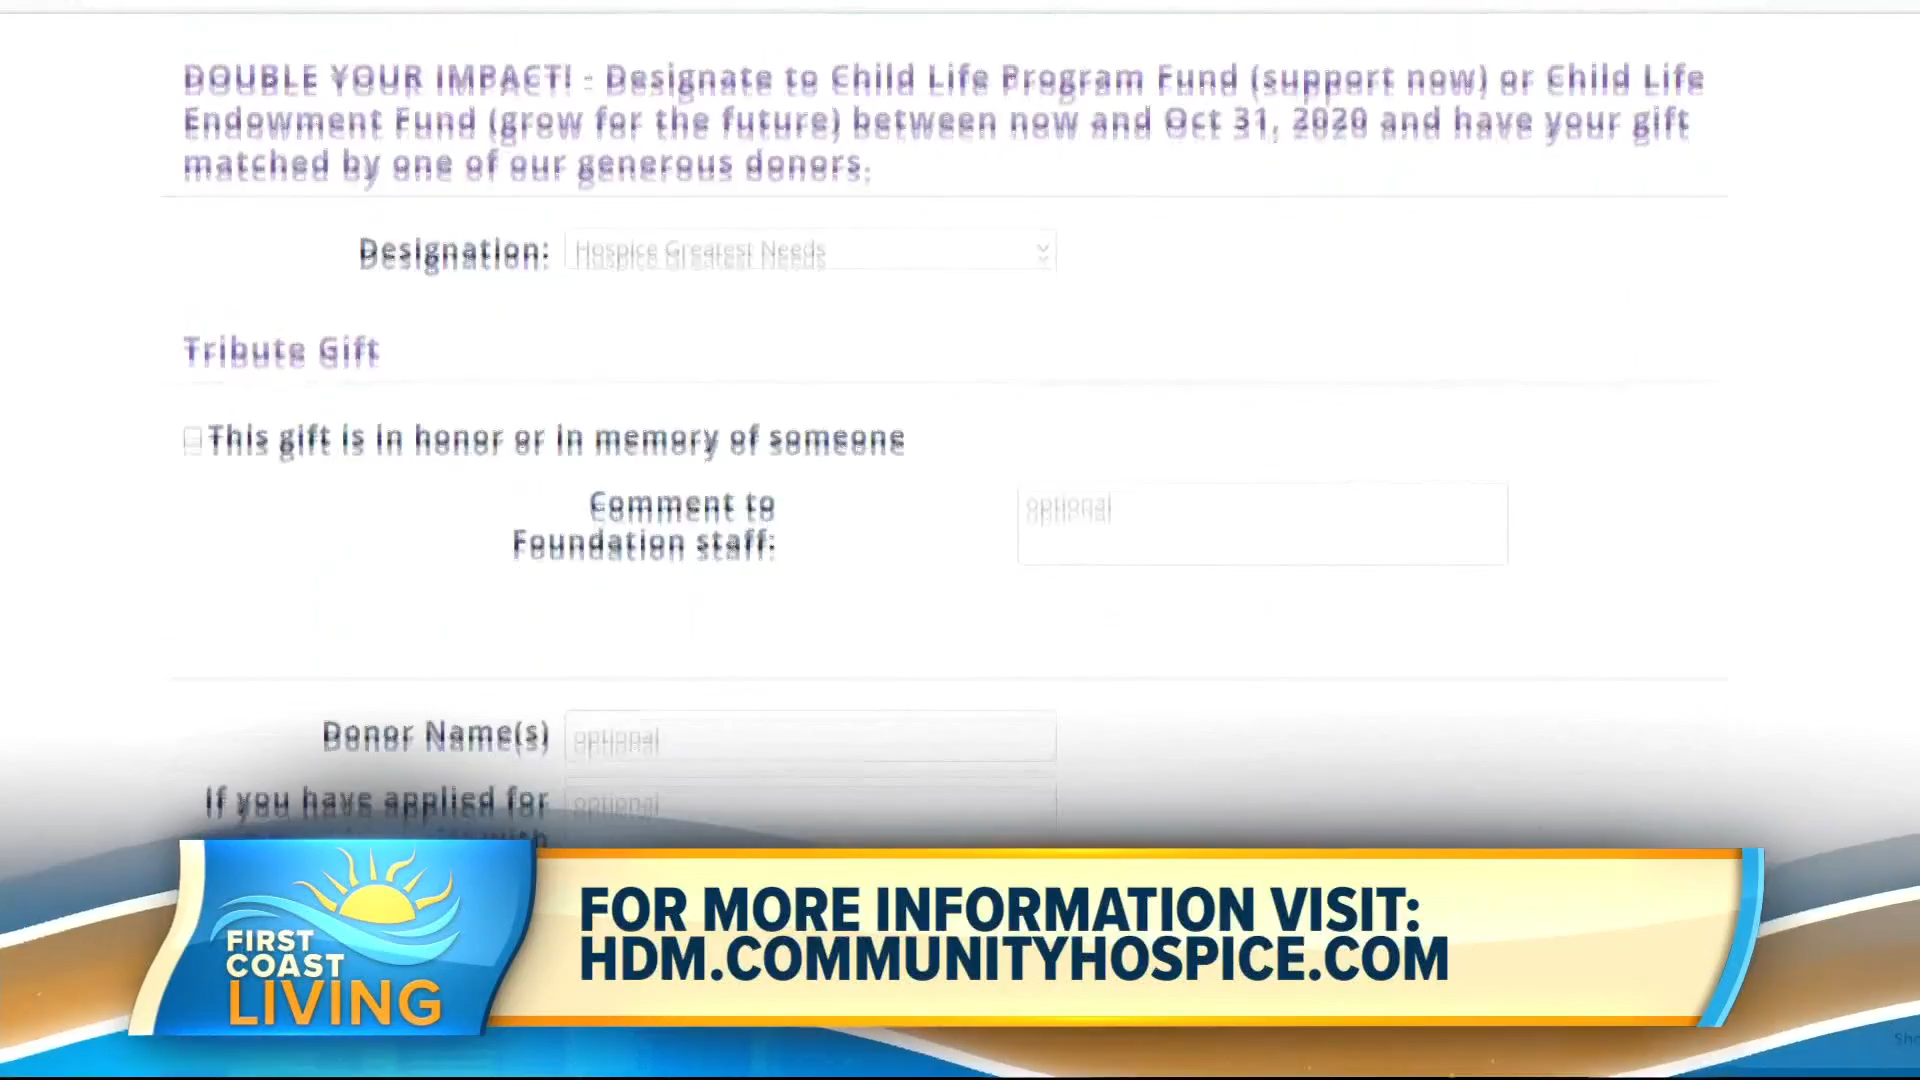 DOUBLE YOUR IMPACT! - Designate to Child Life Program Fund (support now) or Child Life
Endowment Fund (grow for the future) between now and Oct 31, 2020 and have your gift
matched by one of our generous donors.
Designation: Hospice Greatest Needs
Tribute Gift
This gift is in honor or in memory of someone
Comment to
Foundation staff:
optional
Donor Name(s) optional
If you have applied for optional
with
FIRST
COAST
LIVING
FOR MORE INFORMATION VISIT:
HDM.COMMUNITYHOSPICE.COM